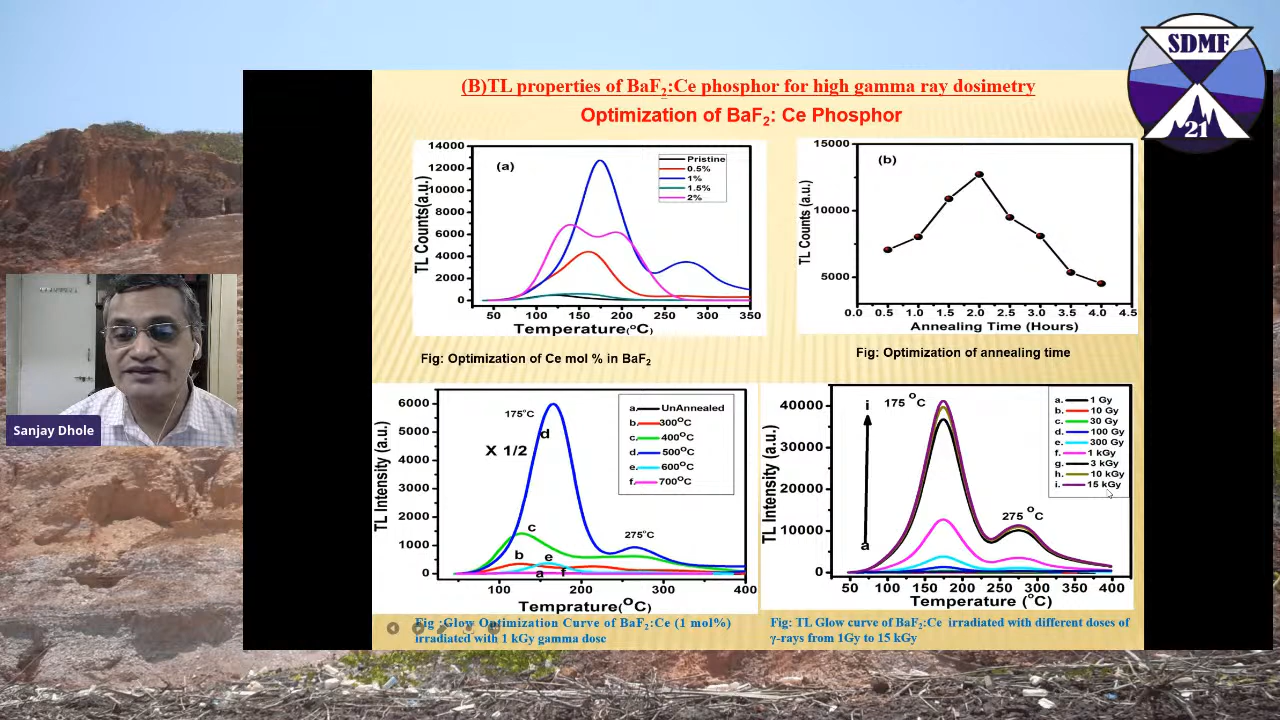 SDMF
21
(B)TL properties of BaF2:Ce phosphor for high gamma ray dosimetry
Optimization of BaF2: Ce Phosphor
14000
12000
10000
8000
6000
4000
2000
0
TL Counts(a.u.)
(a)
Pristine
0.5%
1%
1.5%
2%
50 100 150 200 250 300 350
Temperature(°C)
Fig: Optimization of Ce mol % in BaF2
15000
10000
5000
TL Counts (a.u.)
(b)
0.0 0.5 1.0 1.5 2.0 2.5 3.0 3.5 4.0 4.5
Annealing Time (Hours)
Fig: Optimization of annealing time
Sanjay Dhole
6000
5000
4000
3000
2000
1000
0
TL Intensity (a.u.)
175°C
X 1/2
d
c
b
e
a
f
275°C
a. UnAnnealed
b. 300°C
c. 400°C
d. 500°C
e. 600°C
f. 700°C
100 200 300 400
Temprature(°C)
Fig :Glow Optimization Curve of BaF2:Ce (1 mol%)
irradiated with 1 kGy gamma dose
40000
30000
20000
10000
0
TL Intensity (a.u.)
i
a
175 °C
275 °C
a. 1 Gy
b. 10 Gy
c. 30 Gy
d. 100 Gy
e. 300 Gy
f. 1 kGy
g. 3 kGy
h. 10 kGy
i. 15 kGy
50 100 150 200 250 300 350 400
Temperature (°C)
Fig: TL Glow curve of BaF2:Ce irradiated with different doses of
γ-rays from 1Gy to 15 kGy